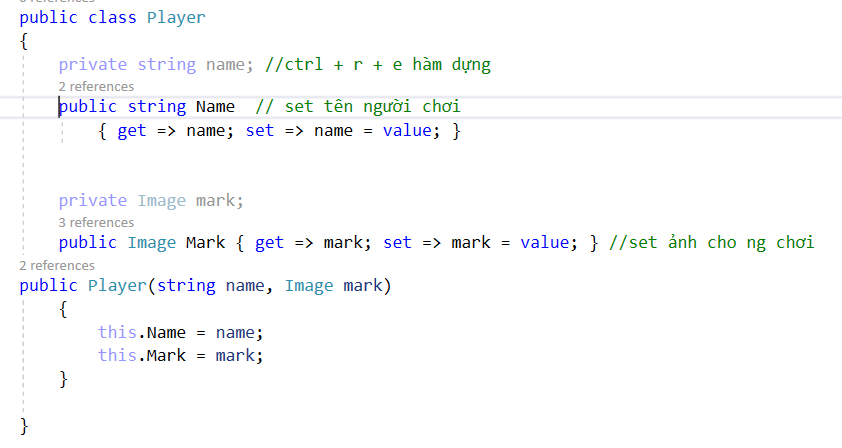 public class Player
{
private string name; //ctrl + r + e hàm dựng
2 references
public string Name // set tên người chơi
{ get => name; set => name = value; }
private Image mark;
3 references
public Image Mark { get => mark; set => mark = value; } //set ảnh cho ng chơi
2 references
public Player(string name, Image mark)
{
this.Name = name;
this.Mark = mark;
}
}